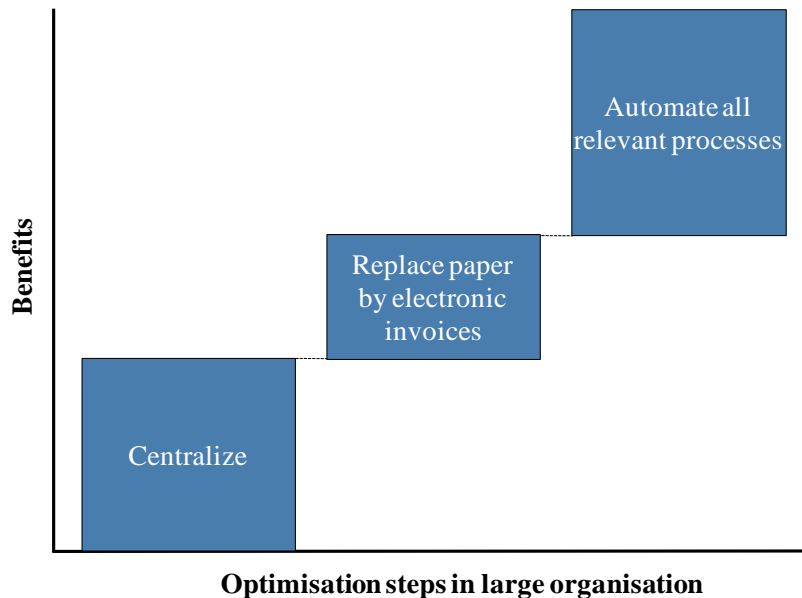 Automate all
relevant processes
Replace paper
by electronic
invoices
Centralize
Benefits
Optimisation steps in large organisation